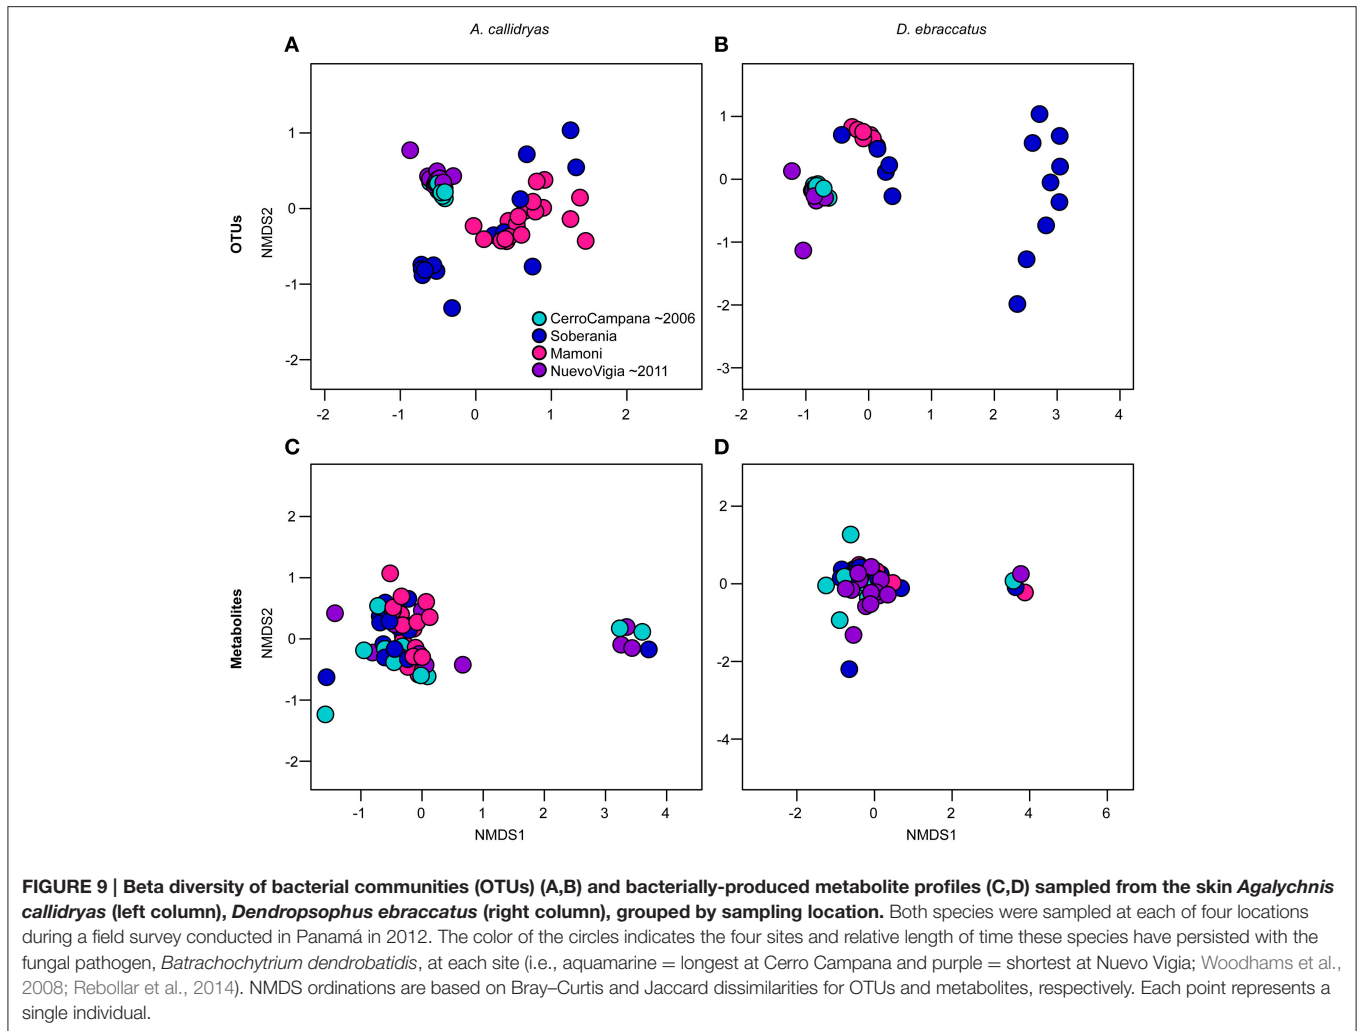 A. callidryas
D. ebraccatus
A
B
OTUs
NMDS2
1
0
-1
-2
1
0
-1
-2
-3
CerroCampana ~2006
Soberania
Mamoni
NuevoVigia ~2011
-2 -1 0 1 2
-2 -1 0 1 2 3 4
C
D
Metabolites
NMDS2
2
1
0
-1
-2
2
0
-2
-4
-1 0 1 2 3 4
-2 0 2 4 6
NMDS1
NMDS1
FIGURE 9 | Beta diversity of bacterial communities (OTUs) (A,B) and bacterially-produced metabolite profiles (C,D) sampled from the skin Agalychnis
callidryas (left column), Dendropsophus ebraccatus (right column), grouped by sampling location. Both species were sampled at each of four locations
during a field survey conducted in Panamá in 2012. The color of the circles indicates the four sites and relative length of time these species have persisted with the
fungal pathogen, Batrachochytrium dendrobatidis, at each site (i.e., aquamarine = longest at Cerro Campana and purple = shortest at Nuevo Vigia; Woodhams et al.,
2008; Rebollar et al., 2014). NMDS ordinations are based on Bray–Curtis and Jaccard dissimilarities for OTUs and metabolites, respectively. Each point represents a
single individual.